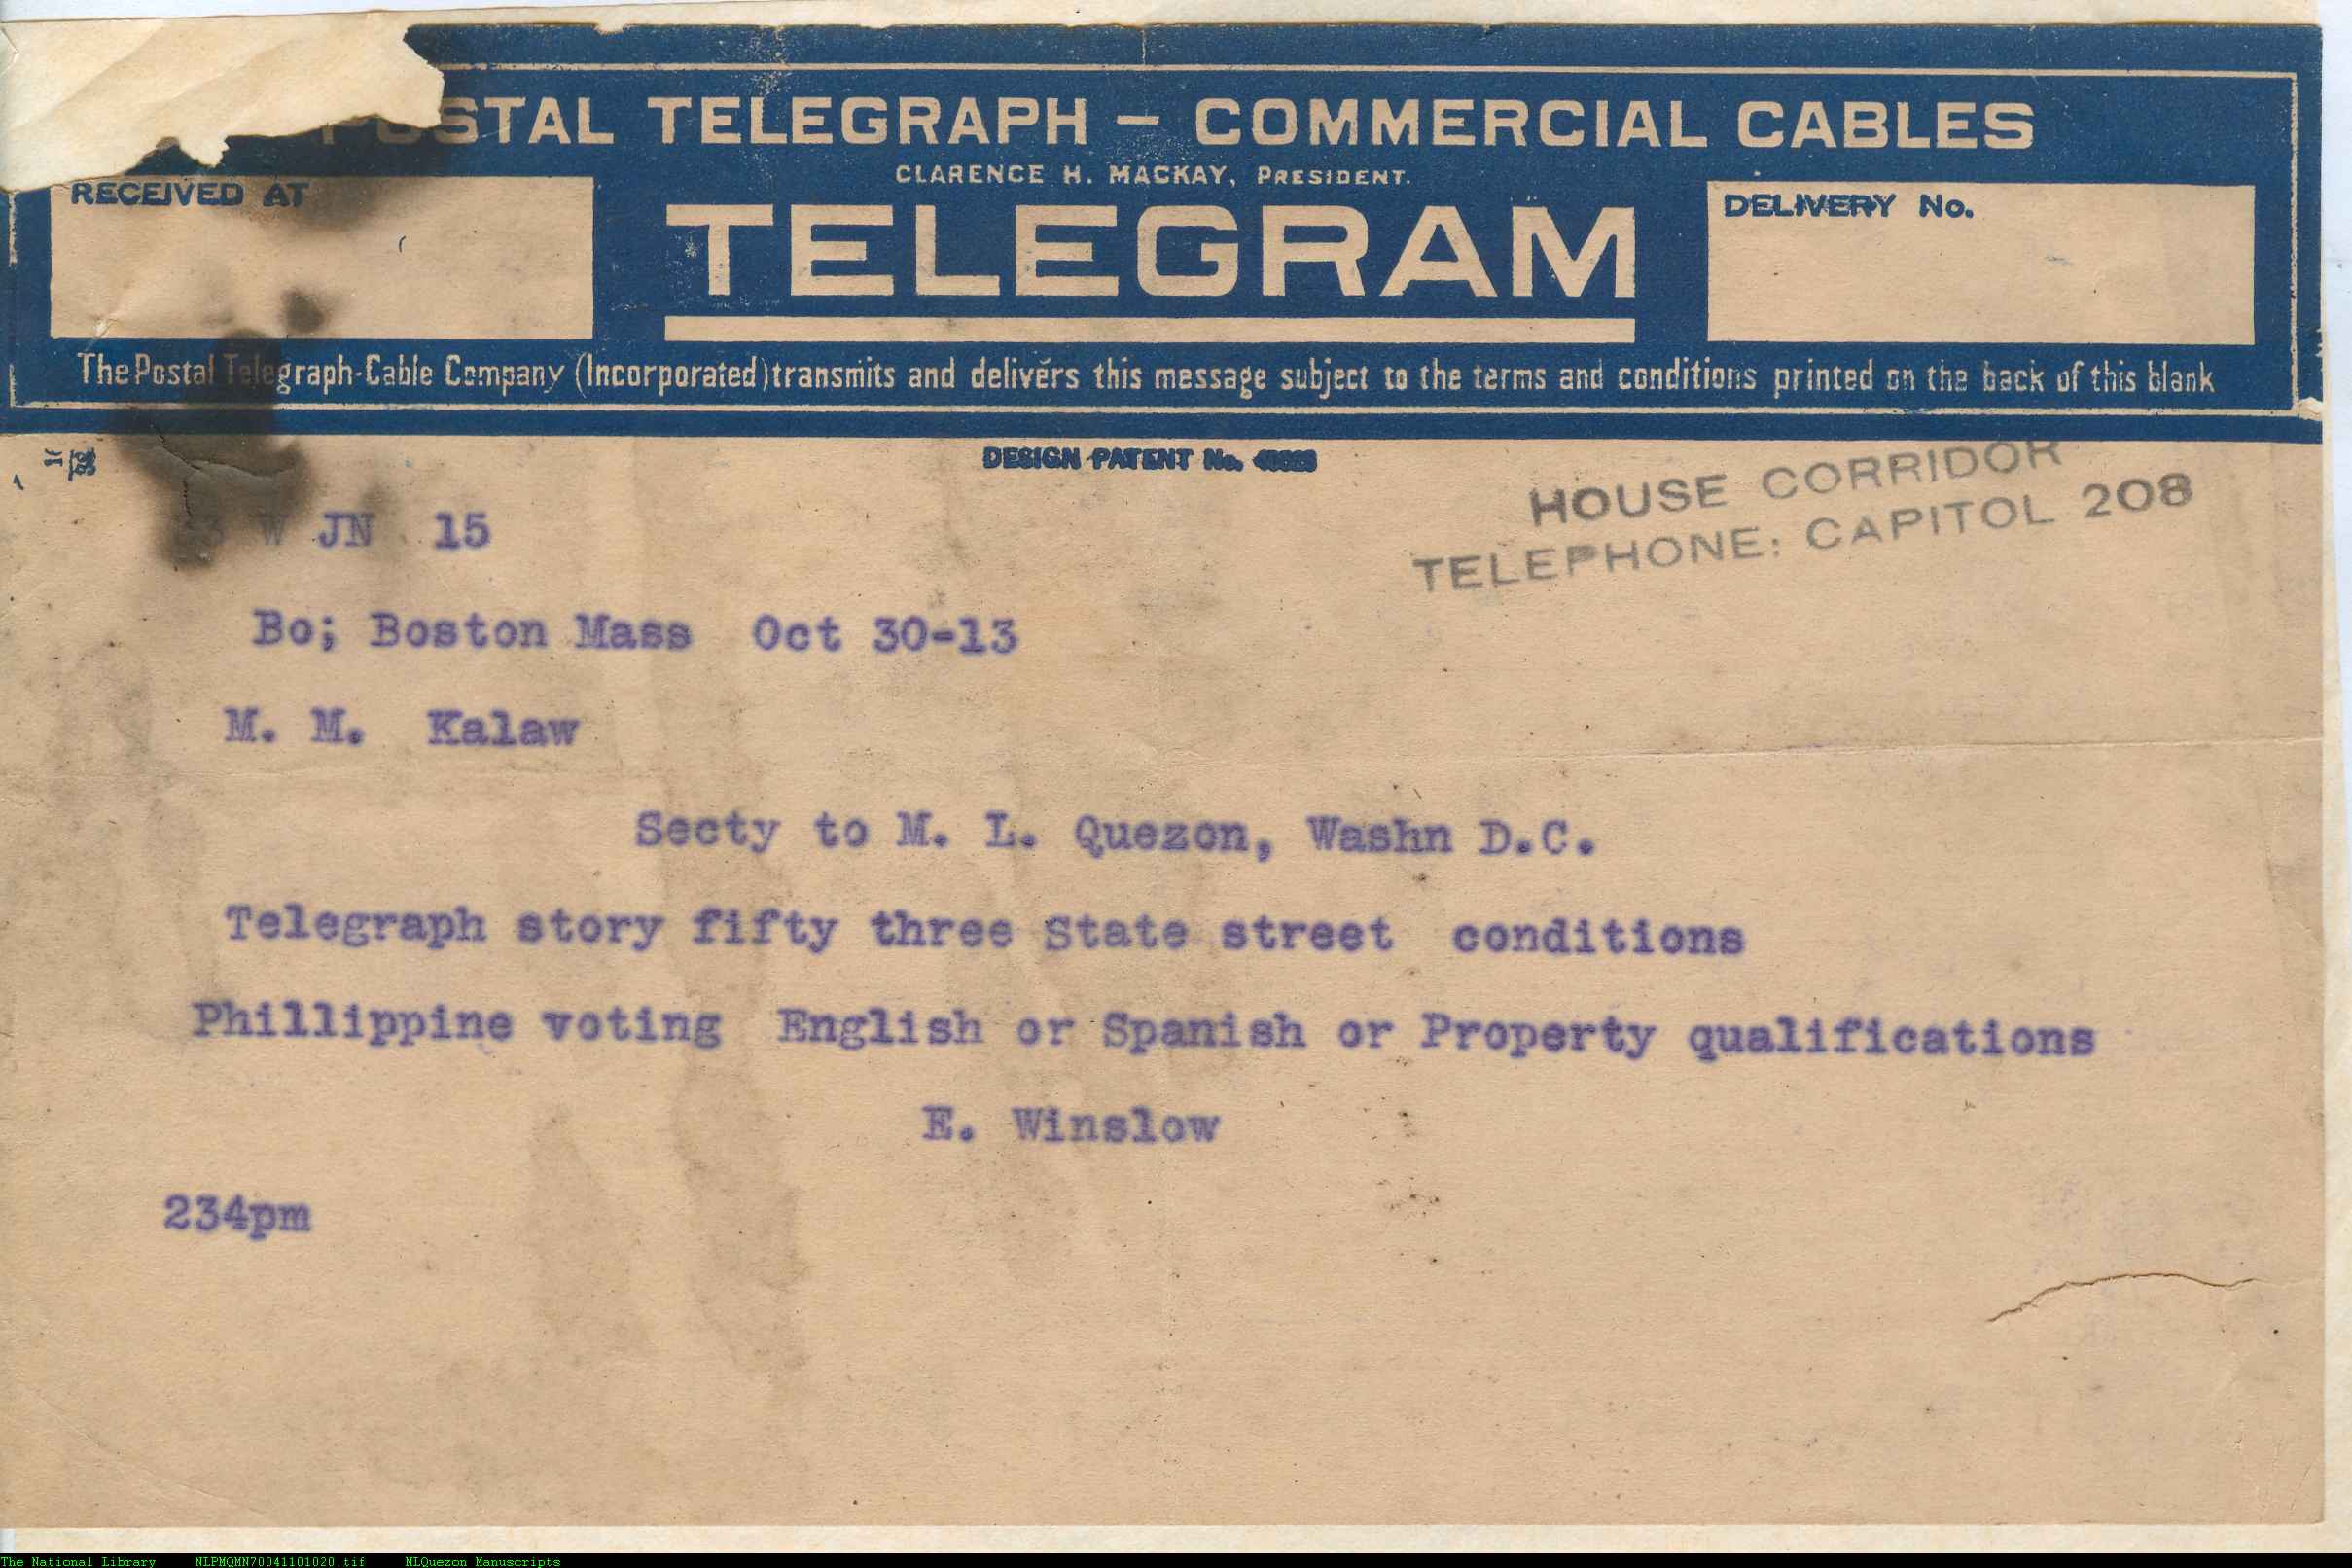 POSTAL TELEGRAPH — COMMERCIAL CABLES
CLARENCE H. MACKAY, PRESIDENT.
RECEIVED AT
TELEGRAM
DELIVERY No.
The Postal Telegraph-Cable Company (Incorporated) transmits and delivers this message subject to the terms and conditions printed on the back of this blank
DESIGN PATENT No.
HOUSE CORRIDOR
TELEPHONE: CAPITOL 208
W JN 15
Bo; Boston Mass Oct 30-13
M. M. Kalaw
Secty to M. L. Quezon, Washn D.C.
Telegraph story fifty three State street conditions
Phillippine voting English or Spanish or Property qualifications
E. Winslow
234pm
The National Library NLPMQMN70041101020.tif MLQuezon Manuscripts